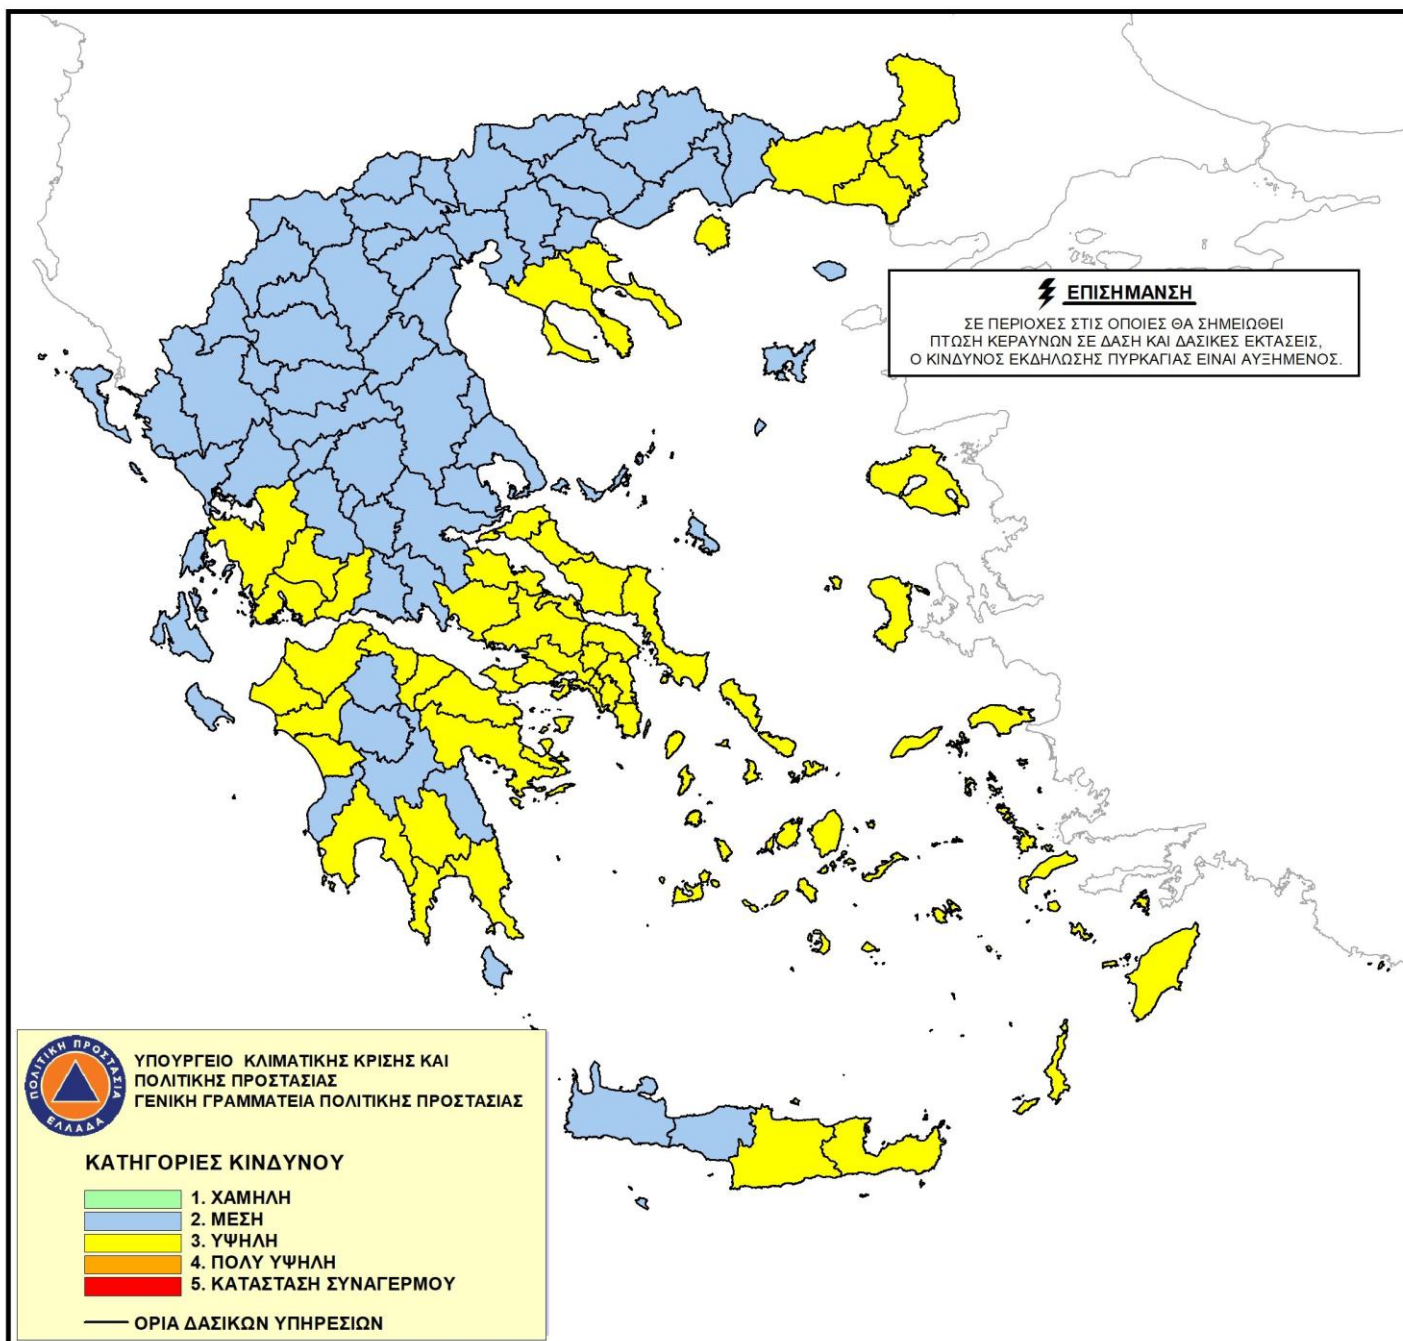 ΕΠΙΣΗΜΑΝΣΗ
ΣΕ ΠΕΡΙΟΧΕΣ ΣΤΙΣ ΟΠΟΙΕΣ ΘΑ ΣΗΜΕΙΩΘΕΙ
ΠΤΩΣΗ ΚΕΡΑΥΝΩΝ ΣΕ ΔΑΣΗ ΚΑΙ ΔΑΣΙΚΕΣ ΕΚΤΑΣΕΙΣ,
Ο ΚΙΝΔΥΝΟΣ ΕΚΔΗΛΩΣΗΣ ΠΥΡΚΑΓΙΑΣ ΕΙΝΑΙ ΑΥΞΗΜΕΝΟΣ.
ΠΟΛΙΤΙΚΗ ΠΡΟΣΤΑΣΙΑ
ΕΛΛΑΔΑ
ΥΠΟΥΡΓΕΙΟ ΚΛΙΜΑΤΙΚΗΣ ΚΡΙΣΗΣ ΚΑΙ
ΠΟΛΙΤΙΚΗΣ ΠΡΟΣΤΑΣΙΑΣ
ΓΕΝΙΚΗ ΓΡΑΜΜΑΤΕΙΑ ΠΟΛΙΤΙΚΗΣ ΠΡΟΣΤΑΣΙΑΣ
ΚΑΤΗΓΟΡΙΕΣ ΚΙΝΔΥΝΟΥ
1. ΧΑΜΗΛΗ
2. ΜΕΣΗ
3. ΥΨΗΛΗ
4. ΠΟΛΥ ΥΨΗΛΗ
5. ΚΑΤΑΣΤΑΣΗ ΣΥΝΑΓΕΡΜΟΥ
ΟΡΙΑ ΔΑΣΙΚΩΝ ΥΠΗΡΕΣΙΩΝ